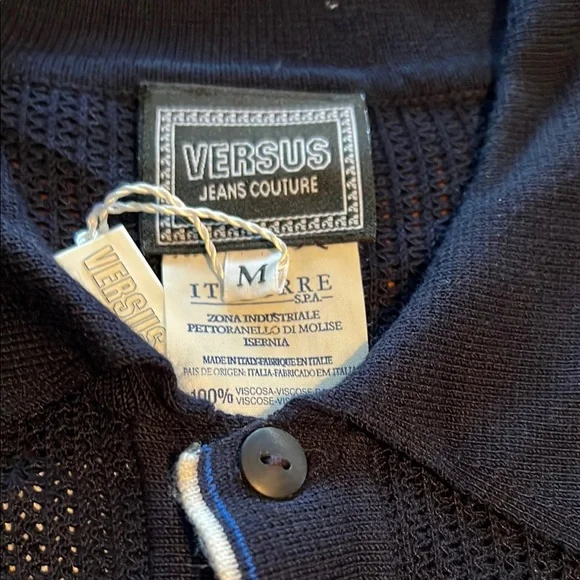 VERSUS
JEANS COUTURE
VERSUS
M
IT RRE
S.P.A.
ZONA INDUSTRIALE
PETTORANELLO DI MOLISE
ISERNIA
MADE IN ITALY-FABRIQUE EN ITALIE
PAIS DE ORIGEN: ITALIA-FABRICADO EM ITALIA
100% VISCOSA-VISCOSE
VISCOSE-VISCOS